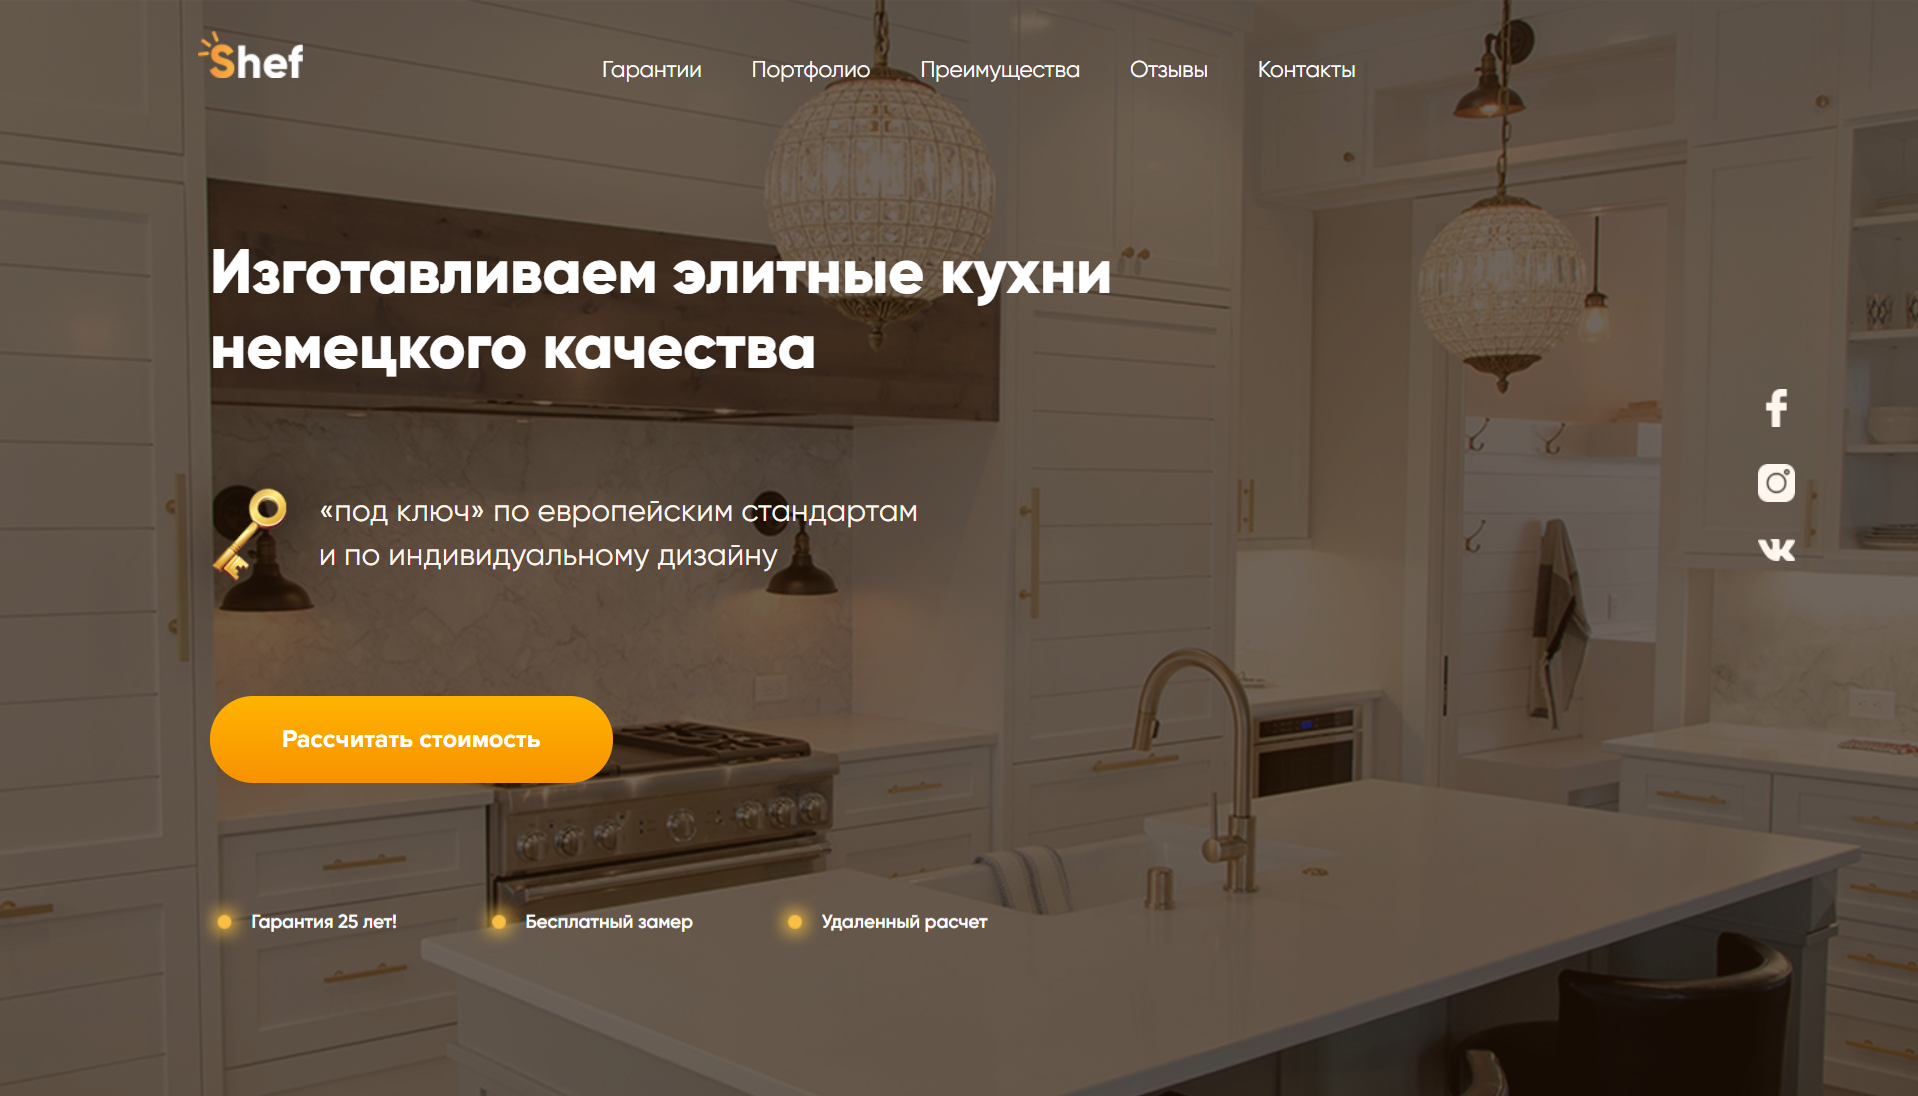 Shef
Гарантии
Портфолио
Преимущества
Отзывы
Контакты
Изготавливаем элитные кухни
немецкого качества
«под ключ» по европейским стандартам
и по индивидуальному дизайну
Рассчитать стоимость
Гарантия 25 лет!
Бесплатный замер
Удаленный расчет